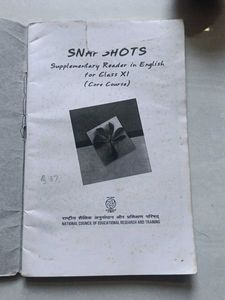 SNAPSHOTS
Supplementary Reader in English
for Class XI
(Core Course)
राष्ट्रीय शैक्षिक अनुसंधान और प्रशिक्षण परिषद्
NATIONAL COUNCIL OF EDUCATIONAL RESEARCH AND TRAINING